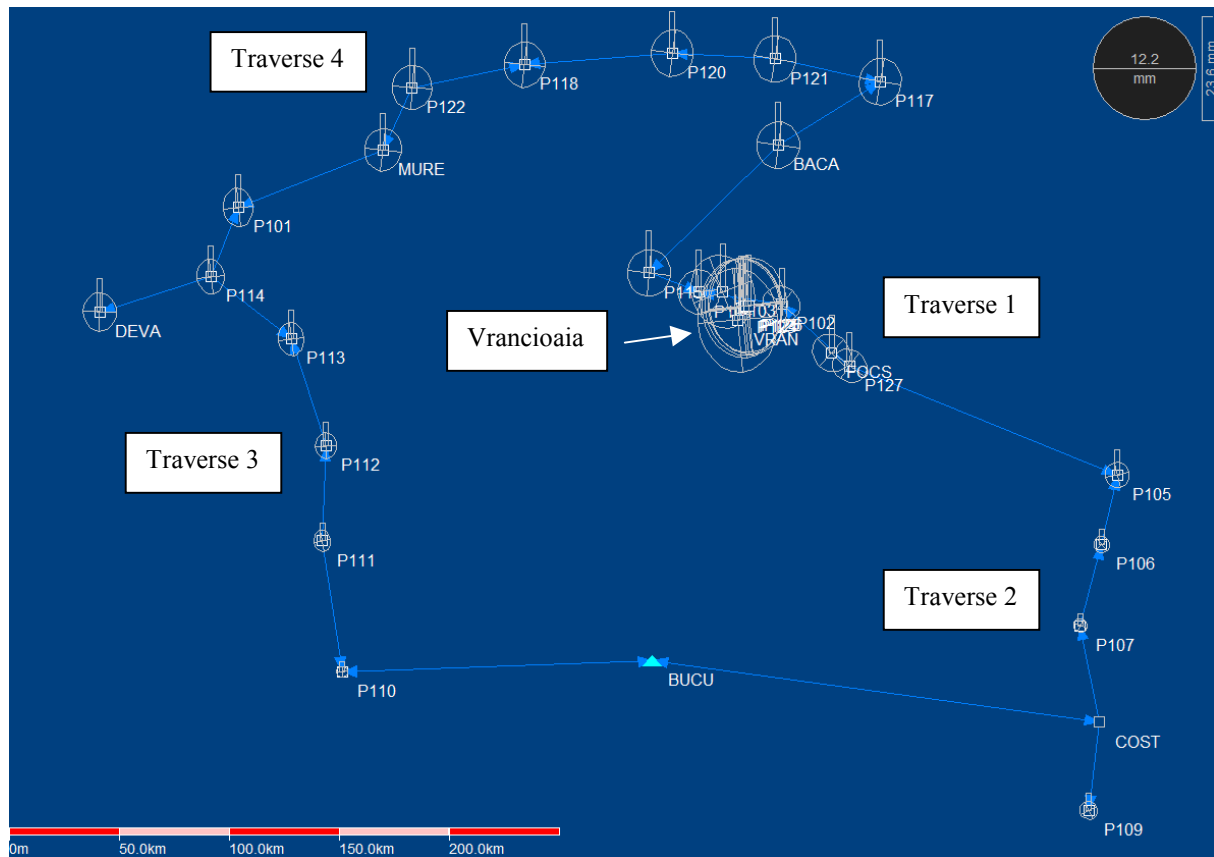 Traverse 4
12.2
mm
23.6 mm
P118
P120
P121
P122
P117
MURE
BACA
P101
P115
P114
DEVA
Traverse 1
P102
VRAN
Vrancioaia
P113
FOCS
P127
Traverse 3
P112
P105
P111
P106
Traverse 2
P107
P110
BUCU
COST
P109
0m
50.0km
100.0km
150.0km
200.0km